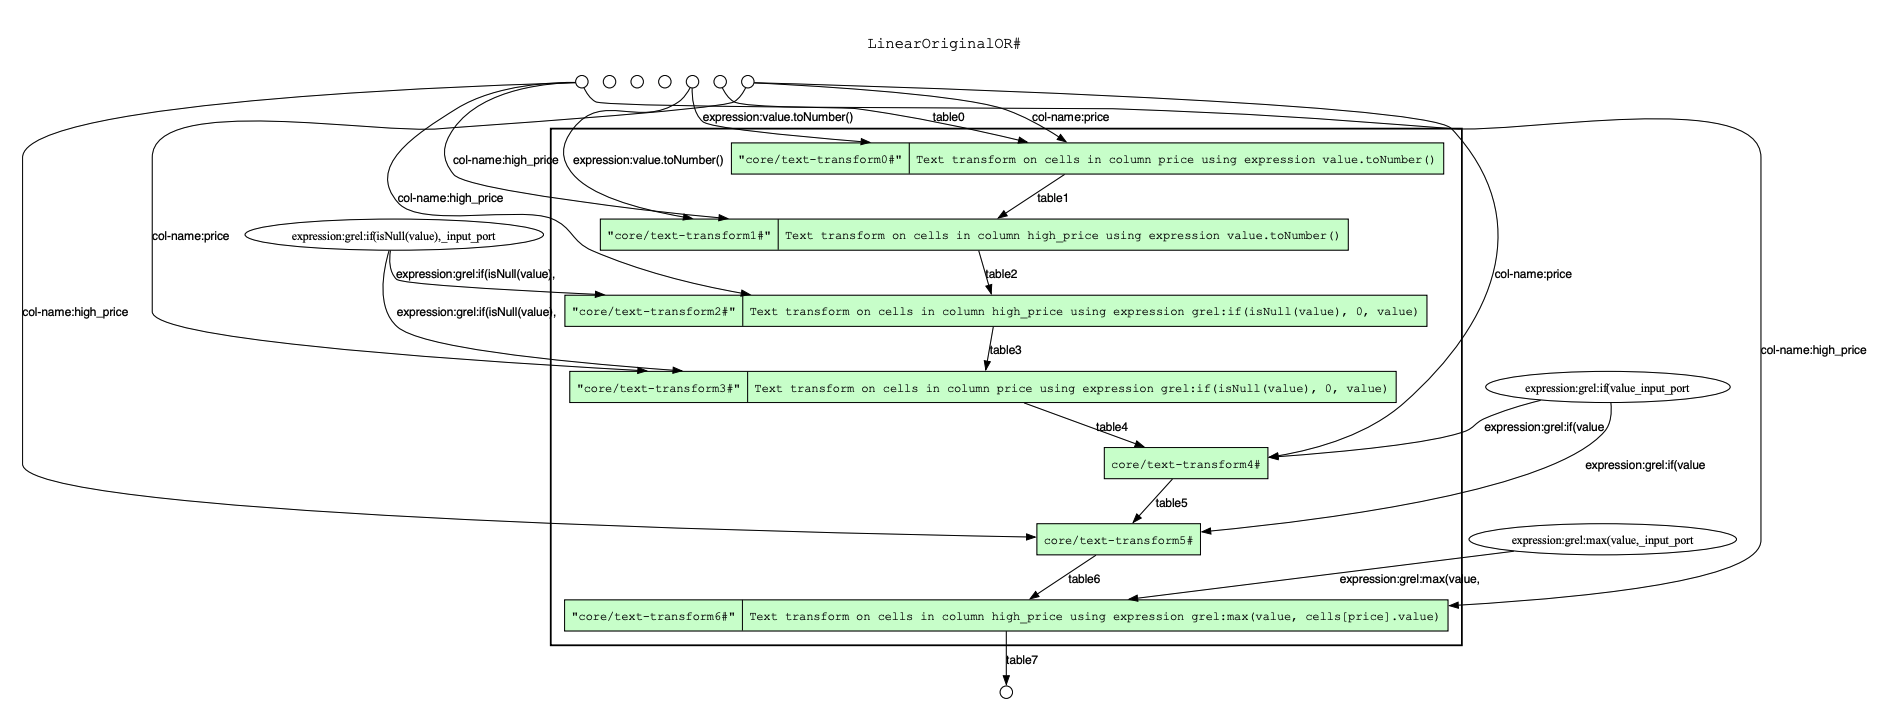 LinearOriginalOR#
expression:value.toNumber()
table0
col-name:price
"core/text-transform0#"
Text transform on cells in column price using expression value.toNumber()
col-name:high_price
expression:value.toNumber()
col-name:high_price
table1
col-name:price
expression:grel:if(isNull(value),_input_port
"core/text-transform1#"
Text transform on cells in column high_price using expression value.toNumber()
expression:grel:if(isNull(value),
table2
col-name:price
col-name:high_price
expression:grel:if(isNull(value),
"core/text-transform2#"
Text transform on cells in column high_price using expression grel:if(isNull(value), 0, value)
table3
col-name:high_price
"core/text-transform3#"
Text transform on cells in column price using expression grel:if(isNull(value), 0, value)
expression:grel:if(value_input_port
table4
expression:grel:if(value
core/text-transform4#
expression:grel:if(value
table5
core/text-transform5#
expression:grel:max(value,_input_port
table6
expression:grel:max(value,
"core/text-transform6#"
Text transform on cells in column high_price using expression grel:max(value, cells[price].value)
table7